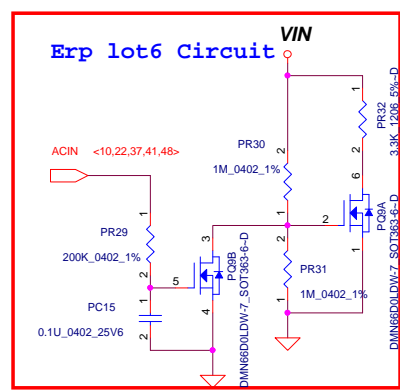 Erp lot6 Circuit
VIN
ACIN <10,22,37,41,48>
1
PR32
3.3K_1206_5%~D
2
2
PR30
1M_0402_1%
1
6
PQ9A
2
DMN66D0LDW-7_SOT363-6~D
1
1
PR29
200K_0402_1%
2
3
PQ9B
5
DMN66D0LDW-7_SOT363-6~D
4
2
PR31
1M_0402_1%
1
1
PC15
0.1U_0402_25V6
2